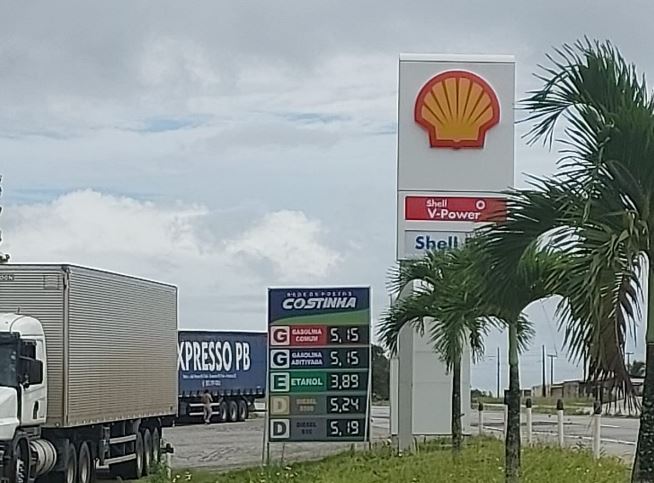 Shell
V-Power
Shell
REDE DE POSTOS
COSTINHA
G GASOLINA COMUM 5,15
G GASOLINA ADITIVADA 5,15
E ETANOL 3,89
D DIESEL 5,24
D DIESEL 5,19
XPRESSO PB